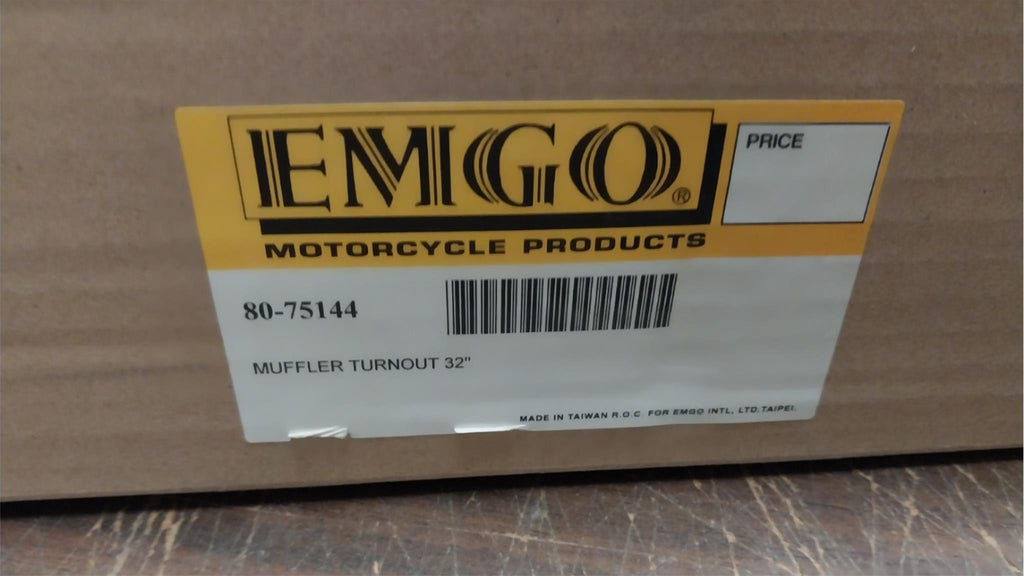 EMGO®
PRICE
MOTORCYCLE PRODUCTS
80-75144
MUFFLER TURNOUT 32"
MADE IN TAIWAN R.O.C FOR EMGO INTL, LTD. TAIPEI.